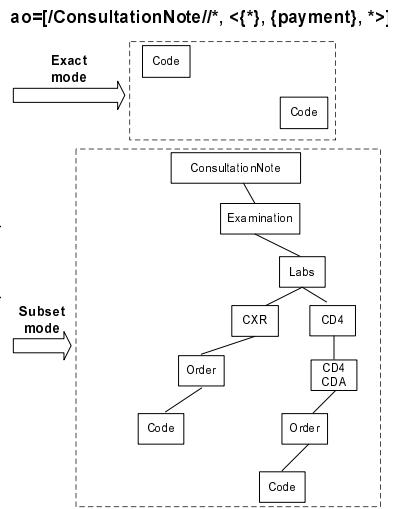 ao=[/ConsultationNote//*, <{*}, {payment}, *>]
Exact
mode
Code
Code
ConsultationNote
Examination
Labs
Subset
mode
CXR
CD4
Order
CD4
CDA
Code
Order
Code